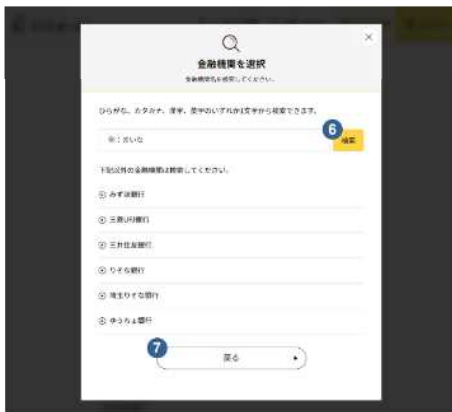 金融機関を選択
金融機関名を検索してください。
ひらがな、カタカナ、漢字、英字のいずれか1文字から検索できます。
6
検索
下記以外の金融機関は検索してください。
みずほ銀行
三菱UFJ銀行
三井住友銀行
りそな銀行
埼玉りそな銀行
ゆうちょ銀行
7
戻る